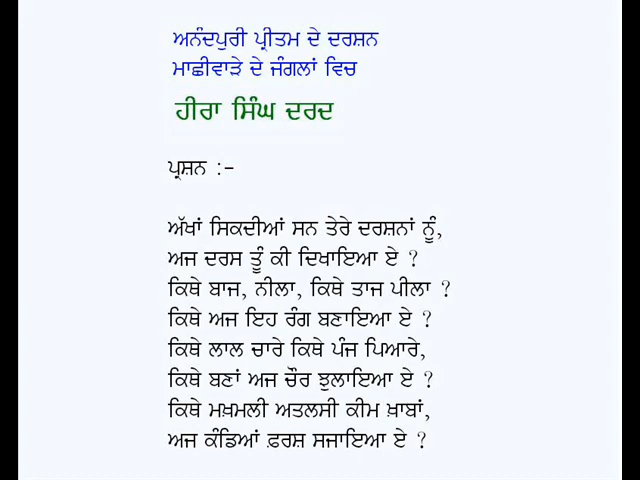 ਅਨੰਦਪੁਰੀ ਪ੍ਰੀਤਮ ਦੇ ਦਰਸ਼ਨ
ਮਾਛੀਵਾੜੇ ਦੇ ਜੰਗਲਾਂ ਵਿਚ
ਹੀਰਾ ਸਿੰਘ ਦਰਦ
ਪ੍ਰਸ਼ਨ :-
ਅੱਖਾਂ ਸਿਕਦੀਆਂ ਸਨ ਤੇਰੇ ਦਰਸ਼ਨਾਂ ਨੂੰ,
ਅਜ ਦਰਸ ਤੂੰ ਕੀ ਦਿਖਾਇਆ ਏ ?
ਕਿਥੇ ਬਾਜ, ਨੀਲਾ, ਕਿਥੇ ਤਾਜ ਪੀਲਾ ?
ਕਿਥੇ ਅਜ ਇਹ ਰੰਗ ਬਣਾਇਆ ਏ ?
ਕਿਥੇ ਲਾਲ ਚਾਰੇ ਕਿਥੇ ਪੰਜ ਪਿਆਰੇ,
ਕਿਥੇ ਬਣਾਂ ਅਜ ਚੌਰ ਝੁਲਾਇਆ ਏ ?
ਕਿਥੇ ਮਖ਼ਮਲੀ ਅਤਲਸੀ ਕੀਮ ਖ਼ਾਬਾਂ,
ਅਜ ਕੰਡਿਆਂ ਫ਼ਰਸ਼ ਸਜਾਇਆ ਏ ?